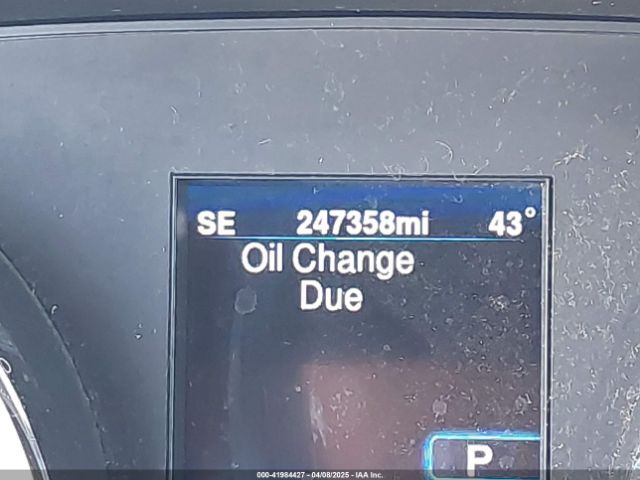 SE 247358mi 43°
Oil Change
Due
P
000-41984427 - 04/08/2025 - IAA Inc.